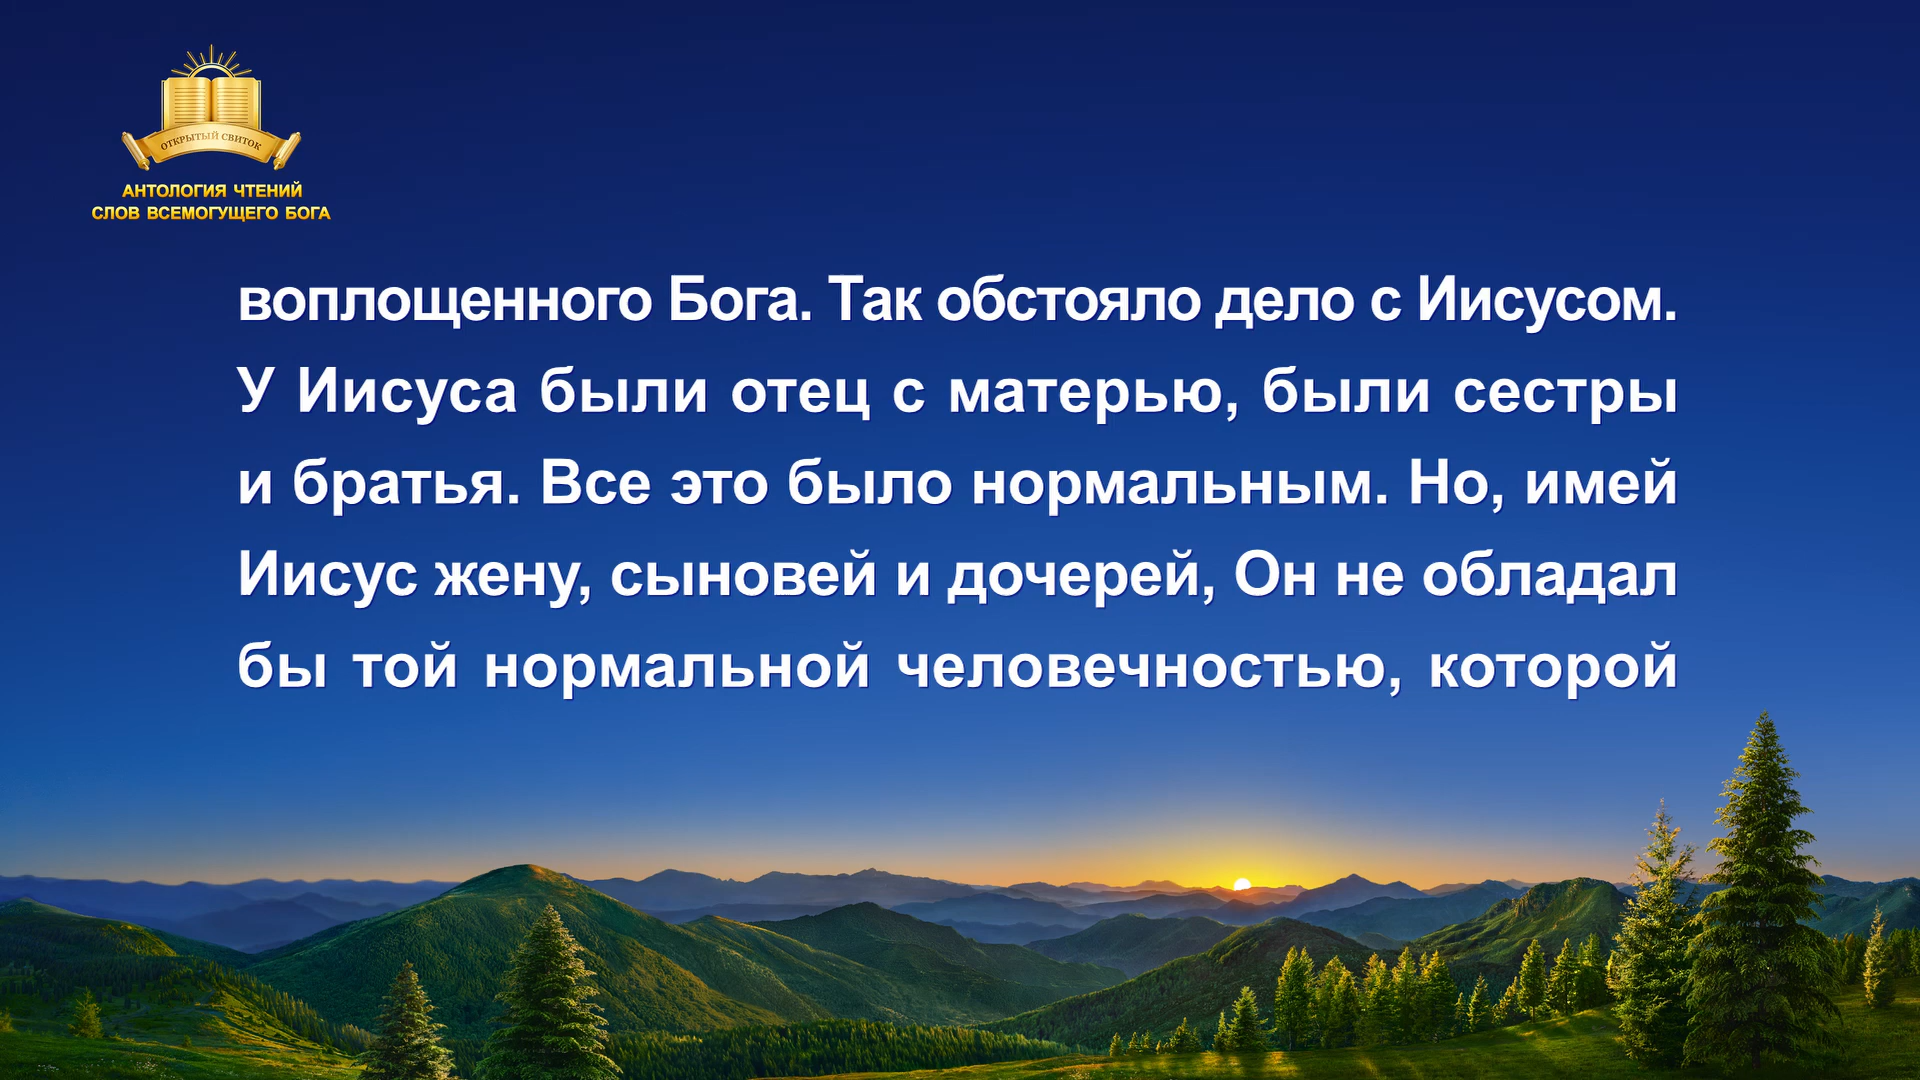 ОТКРЫТЫЙ СВИТОК
АНТОЛОГИЯ ЧТЕНИЙ
СЛОВ ВСЕМОГУЩЕГО БОГА
воплощенного Бога. Так обстояло дело с Иисусом.
У Иисуса были отец с матерью, были сестры
и братья. Все это было нормальным. Но, имей
Иисус жену, сыновей и дочерей, Он не обладал
бы той нормальной человечностью, которой